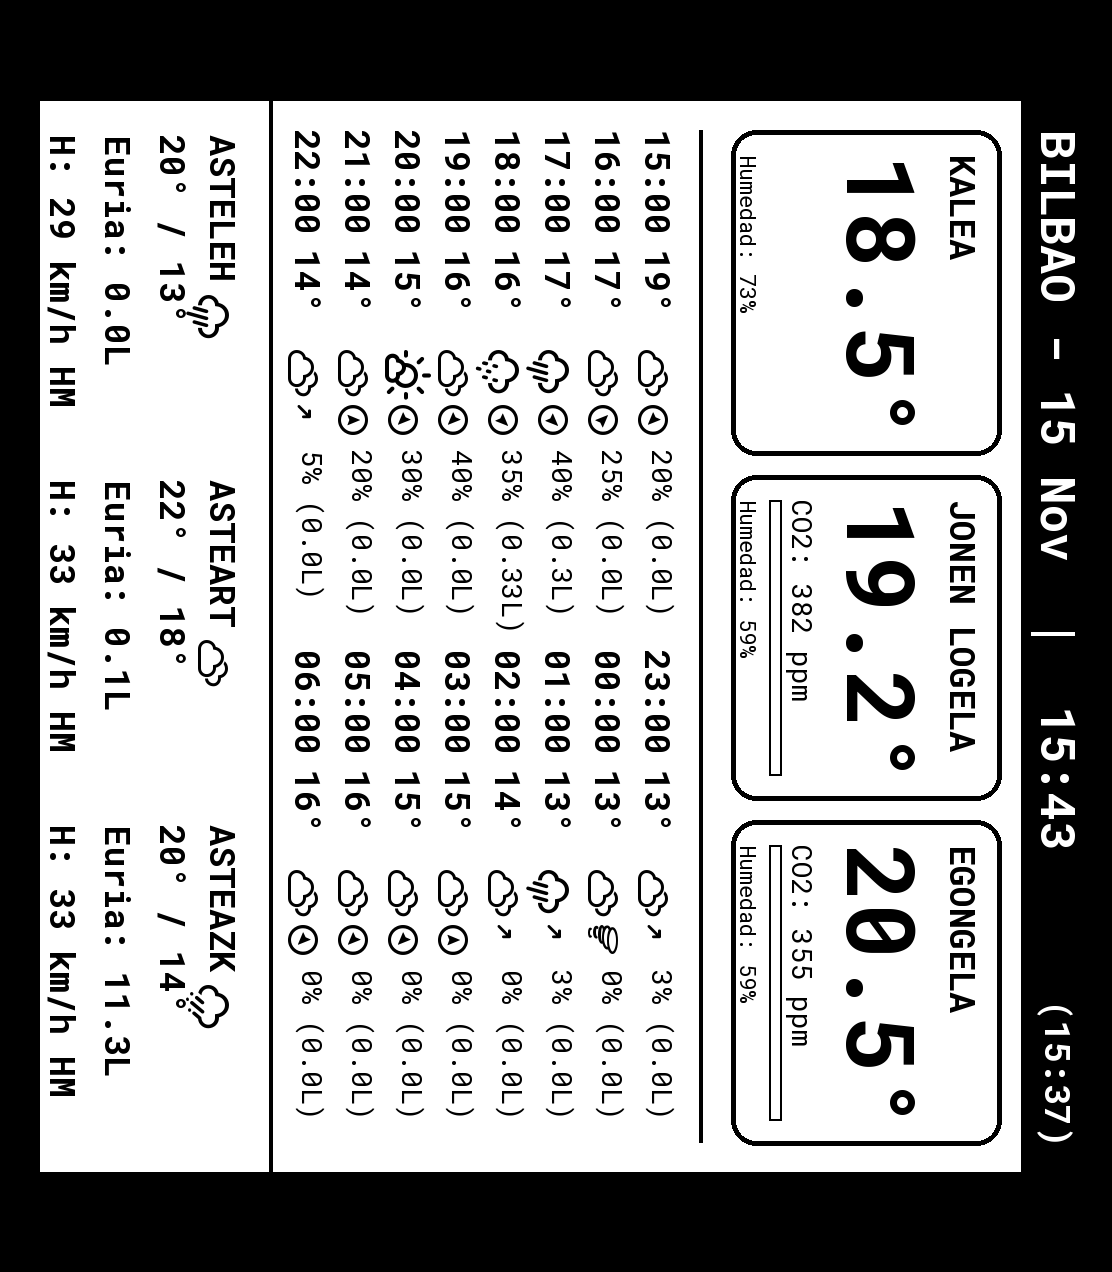 BILBAO - 15 Nov | 15:43 (15:37)
KALEA
18.5°
Humedad: 73%
JONEN LOGELA
19.2°
CO2: 382 ppm
Humedad: 59%
EGONGELA
20.5°
CO2: 355 ppm
Humedad: 59%
15:00 19° 20% (0.0L)
16:00 17° 25% (0.0L)
17:00 17° 40% (0.3L)
18:00 16° 35% (0.33L)
19:00 16° 40% (0.0L)
20:00 15° 30% (0.0L)
21:00 14° 20% (0.0L)
22:00 14° ↗ 5% (0.0L)
23:00 13° ↗ 3% (0.0L)
00:00 13° 0% (0.0L)
01:00 13° ↗ 3% (0.0L)
02:00 14° ↗ 0% (0.0L)
03:00 15° 0% (0.0L)
04:00 15° 0% (0.0L)
05:00 16° 0% (0.0L)
06:00 16° 0% (0.0L)
ASTELEH
20° / 13°
Euria: 0.0L
H: 29 km/h HM
ASTEART
22° / 18°
Euria: 0.1L
H: 33 km/h HM
ASTEAZK
20° / 14°
Euria: 11.3L
H: 33 km/h HM